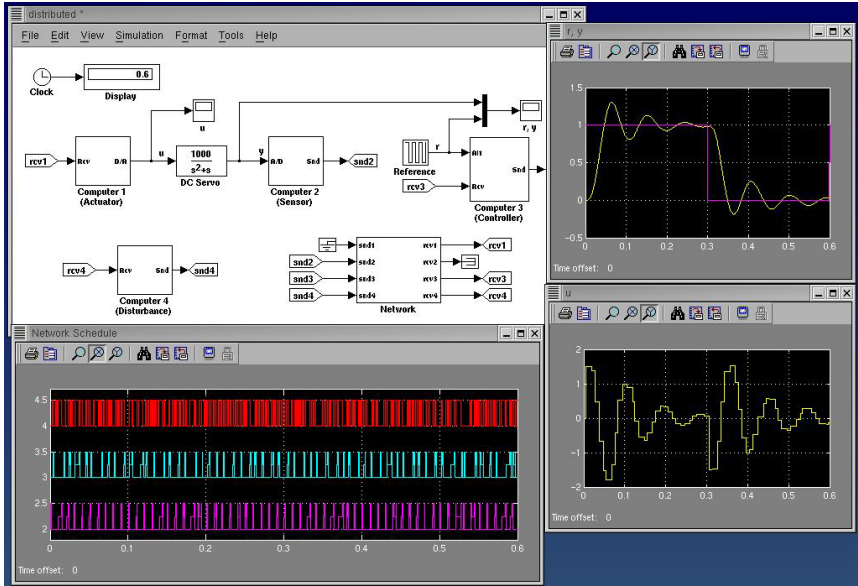 distributed *
File Edit View Simulation Format Tools Help
Clock
0.6
Display
u
r, y
rcv1
Rcv D/A
Computer 1
(Actuator)
u
1000
s²+s
DC Servo
y
A/D Snd
Computer 2
(Sensor)
snd2
Reference
r
rcv3
A/1
Rcv
Snd
Computer 3
(Controller)
rcv4
Rcv Snd
Computer 4
(Disturbance)
snd4
snd2
snd3
snd4
snd1 rcv1
snd2 rcv2
snd3 rcv3
snd4 rcv4
Network
rcv1
rcv3
rcv4
r, y
1.5
1
0.5
0
−0.5
0 0.1 0.2 0.3 0.4 0.5 0.6
Time offset: 0
Network Schedule
4.5
4
3.5
3
2.5
2
0 0.1 0.2 0.3 0.4 0.5 0.6
Time offset: 0
u
2
1
0
−1
−2
0 0.1 0.2 0.3 0.4 0.5 0.6
Time offset: 0